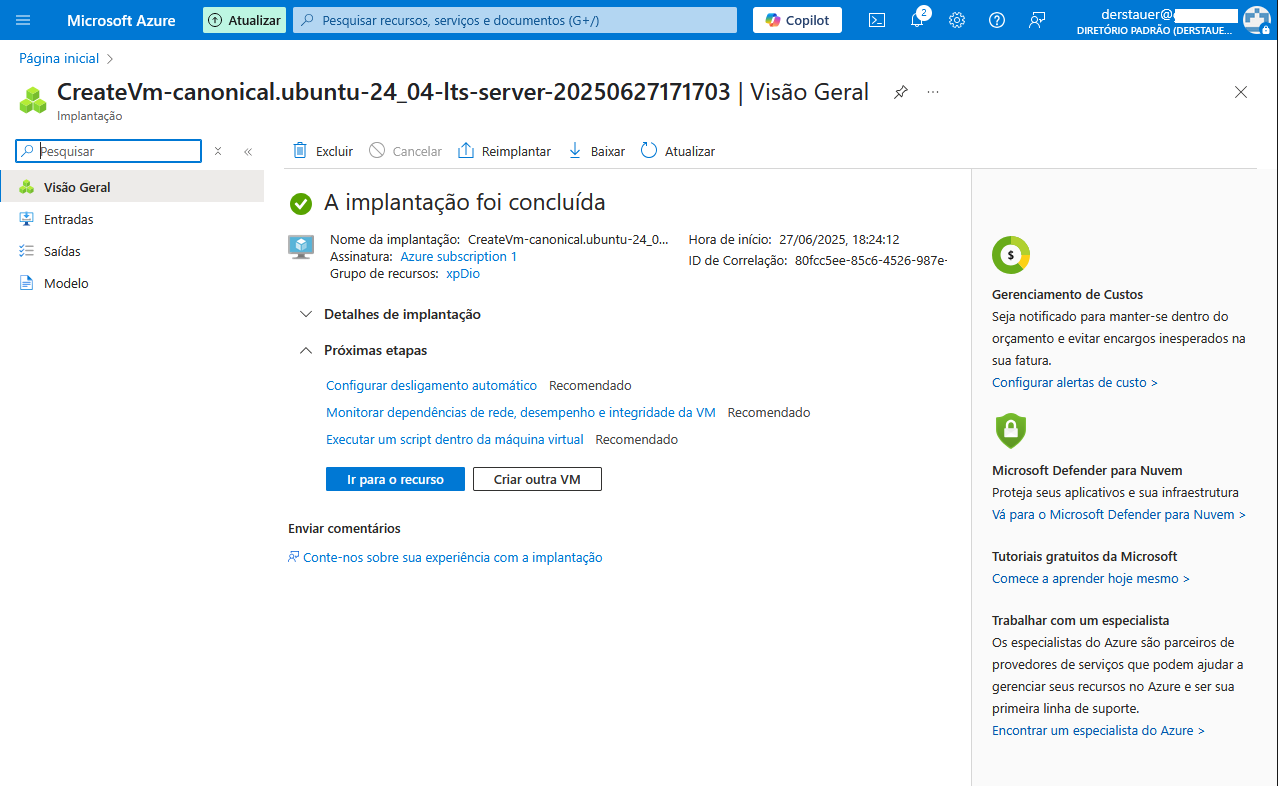 Microsoft Azure
Atualizar
Pesquisar recursos, serviços e documentos (G+/)
Copilot
2
derstauer@
DIRETÓRIO PADRÃO (DERSTAUE...
Página inicial
CreateVm-canonical.ubuntu-24_04-lts-server-20250627171703 | Visão Geral
...
Implantação
Pesquisar
Visão Geral
Entradas
Saídas
Modelo
Excluir
Cancelar
Reimplantar
Baixar
Atualizar
A implantação foi concluída
Nome da implantação: CreateVm-canonical.ubuntu-24_0...
Assinatura: Azure subscription 1
Grupo de recursos: xpDio
Hora de início: 27/06/2025, 18:24:12
ID de Correlação: 80fcc5ee-85c6-4526-987e-
Detalhes de implantação
Próximas etapas
Configurar desligamento automático Recomendado
Monitorar dependências de rede, desempenho e integridade da VM Recomendado
Executar um script dentro da máquina virtual Recomendado
Ir para o recurso
Criar outra VM
Enviar comentários
Conte-nos sobre sua experiência com a implantação
$
Gerenciamento de Custos
Seja notificado para manter-se dentro do
orçamento e evitar encargos inesperados na
sua fatura.
Configurar alertas de custo >
Microsoft Defender para Nuvem
Proteja seus aplicativos e sua infraestrutura
Vá para o Microsoft Defender para Nuvem >
Tutoriais gratuitos da Microsoft
Comece a aprender hoje mesmo >
Trabalhar com um especialista
Os especialistas do Azure são parceiros de
provedores de serviços que podem ajudar a
gerenciar seus recursos no Azure e ser sua
primeira linha de suporte.
Encontrar um especialista do Azure >